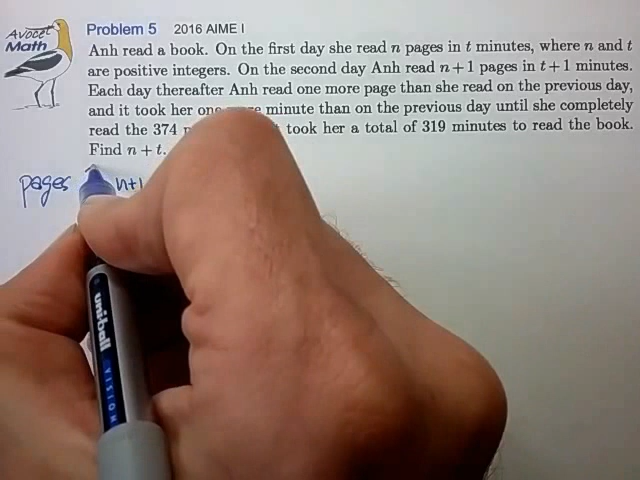 Avocet
Math
Problem 5 2016 AIME I
Anh read a book. On the first day she read n pages in t minutes, where n and t
are positive integers. On the second day Anh read n + 1 pages in t + 1 minutes.
Each day thereafter Anh read one more page than she read on the previous day,
and it took her one minute than on the previous day until she completely
read the 374 took her a total of 319 minutes to read the book.
Find n + t.
pages n+1
uni-ball
VISION